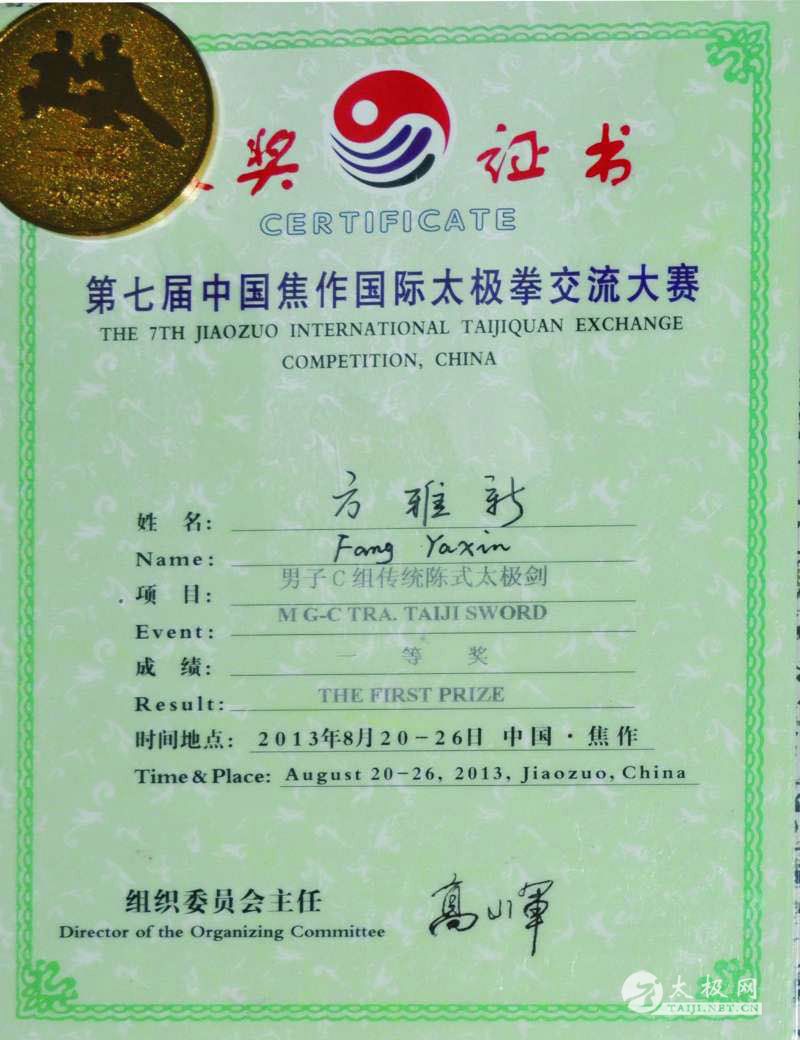 奖 证书
CERTIFICATE
第七届中国焦作国际太极拳交流大赛
THE 7TH JIAOZUO INTERNATIONAL TAIJIQUAN EXCHANGE
COMPETITION, CHINA
姓 名: 方雅新
Name: Fang Yaxin
项 目: 男子C组传统陈式太极剑
Event: M G-C TRA. TAIJI SWORD
成 绩: 一等奖
Result: THE FIRST PRIZE
时间地点: 2013年8月20-26日 中国·焦作
Time & Place: August 20-26, 2013, Jiaozuo, China
组织委员会主任
Director of the Organizing Committee
高山军
太极网
TAIJI.NET.CN